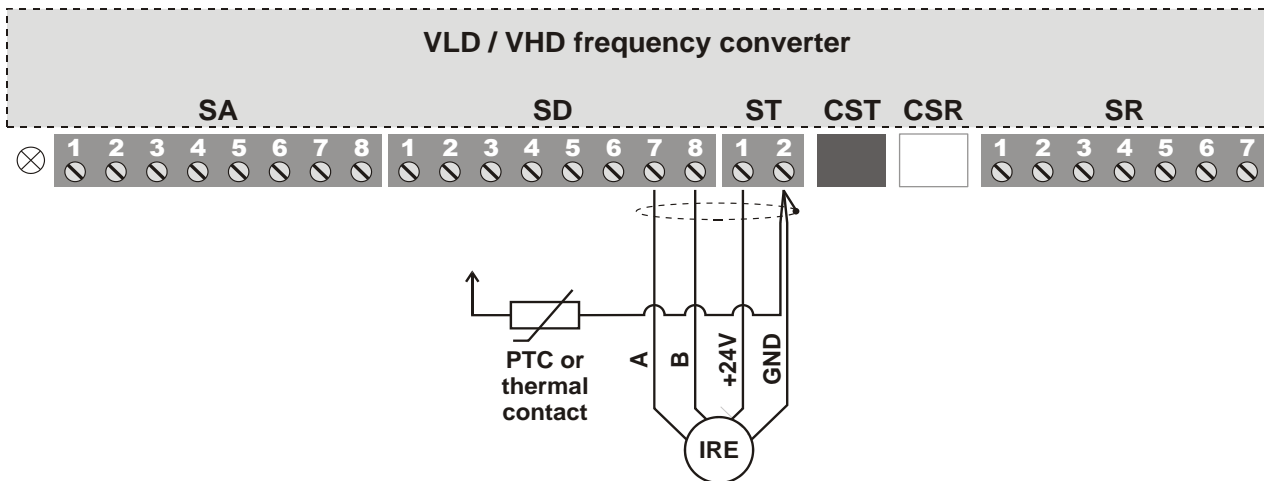 VLD / VHD frequency converter
SA SD ST CST CSR SR
1 2 3 4 5 6 7 8 1 2 3 4 5 6 7 8 1 2 1 2 3 4 5 6 7
A B +24V GND
PTC or
thermal
contact
IRE